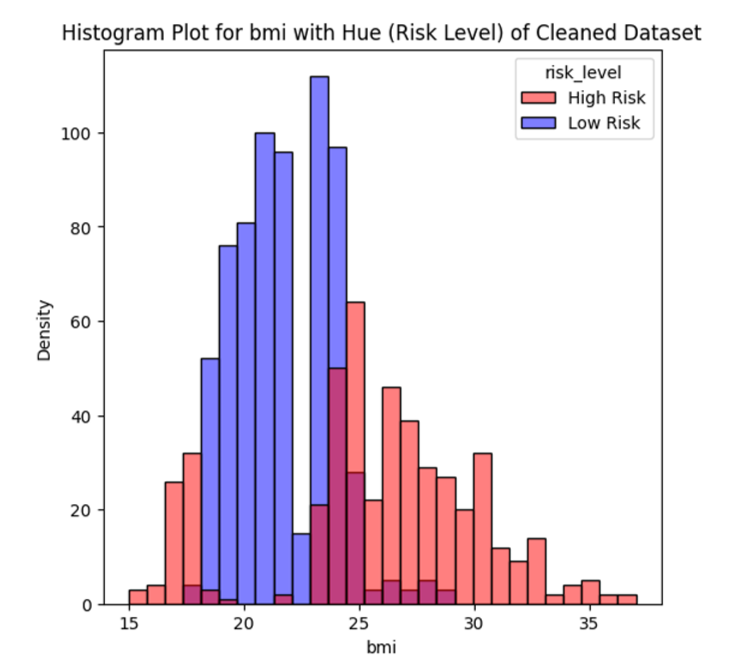 Histogram Plot for bmi with Hue (Risk Level) of Cleaned Dataset
risk_level
High Risk
Low Risk
Density
100
80
60
40
20
0
15 20 25 30 35
bmi